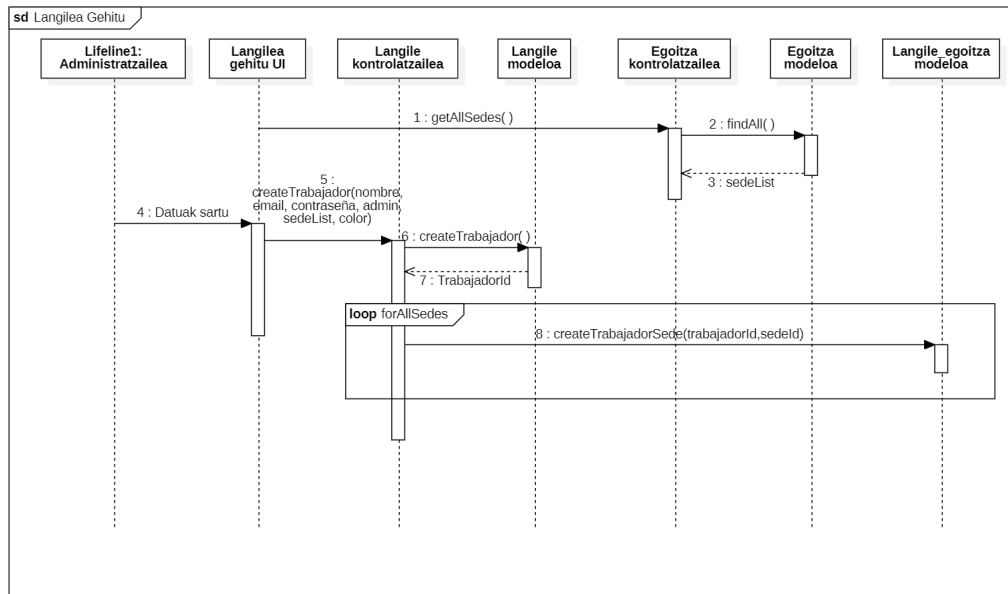 sd Langilea Gehitu
Lifeline1:
Administratzailea
Langilea
gehitu UI
Langile
kontrolatzailea
Langile
modeloa
Egoitza
kontrolatzailea
Egoitza
modeloa
Langile_egoitza
modeloa
1 : getAllSedes( )
2 : findAll( )
3 : sedeList
4 : Datuak sartu
5 :
createTrabajador(nombre,
email, contraseña, admin,
sedeList, color)
6 : createTrabajador( )
7 : TrabajadorId
loop forAllSedes
8 : createTrabajadorSede(trabajadorId,sedeId)